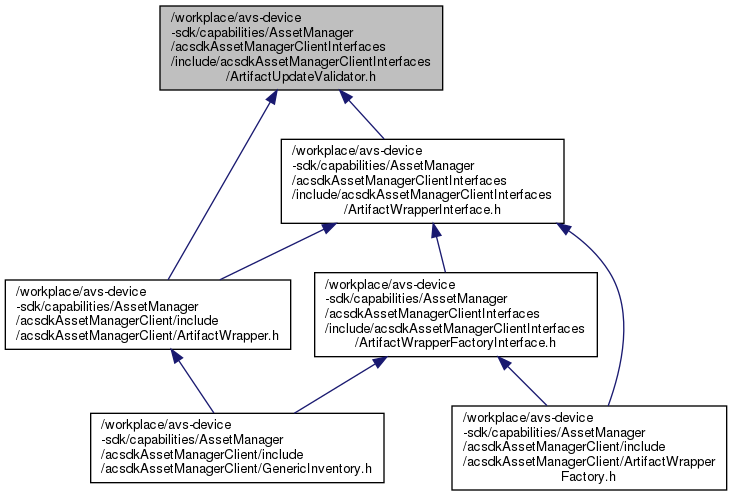 /workplace/avs-device
-sdk/capabilities/AssetManager
/acsdkAssetManagerClientInterfaces
/include/acsdkAssetManagerClientInterfaces
/ArtifactUpdateValidator.h
/workplace/avs-device
-sdk/capabilities/AssetManager
/acsdkAssetManagerClientInterfaces
/include/acsdkAssetManagerClientInterfaces
/ArtifactWrapperInterface.h
/workplace/avs-device
-sdk/capabilities/AssetManager
/acsdkAssetManagerClient/include
/acsdkAssetManagerClient/ArtifactWrapper.h
/workplace/avs-device
-sdk/capabilities/AssetManager
/acsdkAssetManagerClientInterfaces
/include/acsdkAssetManagerClientInterfaces
/ArtifactWrapperFactoryInterface.h
/workplace/avs-device
-sdk/capabilities/AssetManager
/acsdkAssetManagerClient/include
/acsdkAssetManagerClient/GenericInventory.h
/workplace/avs-device
-sdk/capabilities/AssetManager
/acsdkAssetManagerClient/include
/acsdkAssetManagerClient/ArtifactWrapper
Factory.h